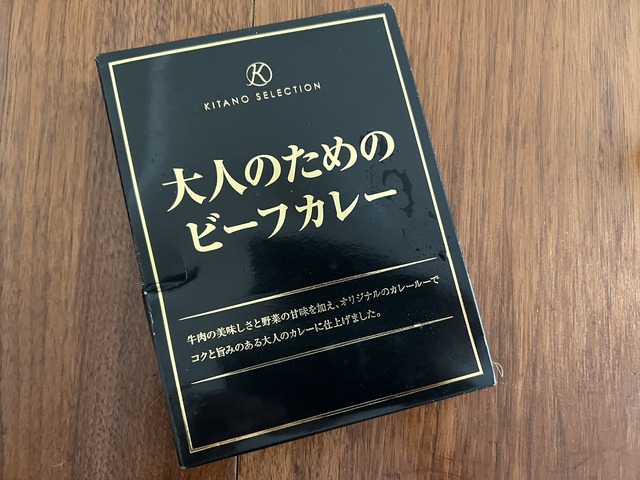 K
KITANO SELECTION
大人のための
ビーフカレー
牛肉の美味しさと野菜の甘味を加え、オリジナルのカレールーで
コクと旨みのある大人のカレーに仕上げました。